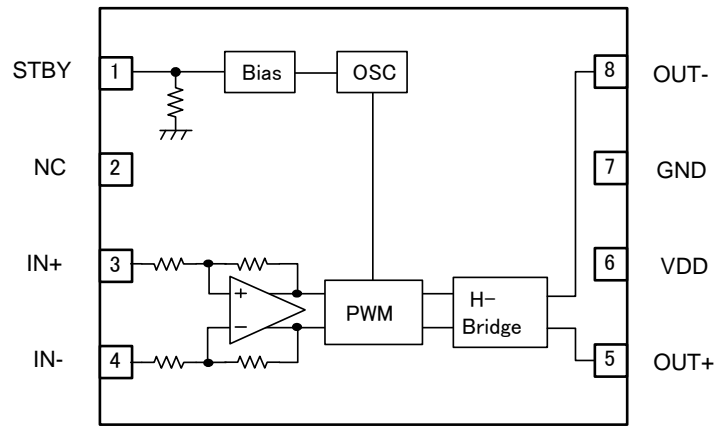 STBY 1 Bias OSC 8 OUT-
NC 2 7 GND
IN+ 3 6 VDD
+
PWM
H-
Bridge
−
IN- 4 5 OUT+